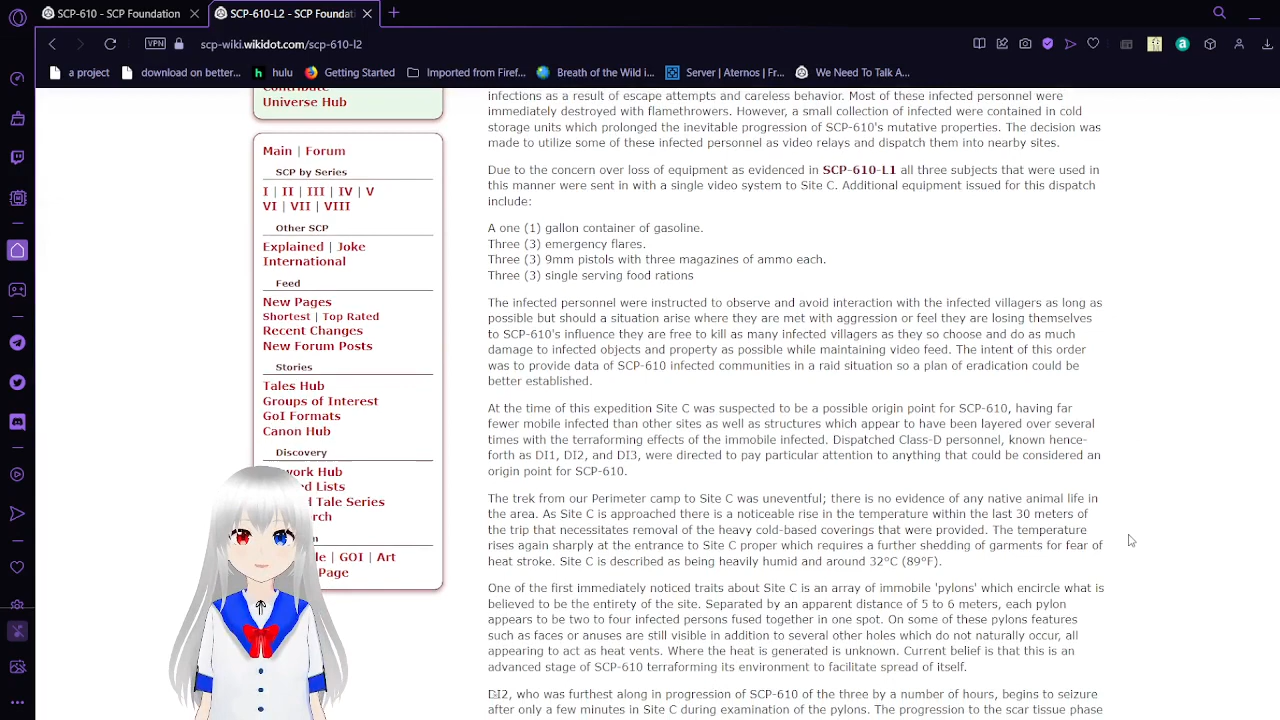 SCP-610 - SCP Foundation
SCP-610-L2 - SCP Foundati
VPN
scp-wiki.wikidot.com/scp-610-l2
a project
download on better...
hulu
Getting Started
Imported from Firef...
Breath of the Wild i...
Server | Aternos | Fr...
We Need To Talk A...
Contribute
Universe Hub
Main | Forum
SCP by Series
I | II | III | IV | V
VI | VII | VIII
Other SCP
Explained | Joke
International
Feed
New Pages
Shortest | Top Rated
Recent Changes
New Forum Posts
Stories
Tales Hub
Groups of Interest
GoI Formats
Canon Hub
Discovery
work Hub
d Lists
d Tale Series
rch
le | GOI | Art
Page
infections as a result of escape attempts and careless behavior. Most of these infected personnel were
immediately destroyed with flamethrowers. However, a small collection of infected were contained in cold
storage units which prolonged the inevitable progression of SCP-610's mutative properties. The decision was
made to utilize some of these infected personnel as video relays and dispatch them into nearby sites.
Due to the concern over loss of equipment as evidenced in SCP-610-L1 all three subjects that were used in
this manner were sent in with a single video system to Site C. Additional equipment issued for this dispatch
include:
A one (1) gallon container of gasoline.
Three (3) emergency flares.
Three (3) 9mm pistols with three magazines of ammo each.
Three (3) single serving food rations
The infected personnel were instructed to observe and avoid interaction with the infected villagers as long as
possible but should a situation arise where they are met with aggression or feel they are losing themselves
to SCP-610's influence they are free to kill as many infected villagers as they so choose and do as much
damage to infected objects and property as possible while maintaining video feed. The intent of this order
was to provide data of SCP-610 infected communities in a raid situation so a plan of eradication could be
better established.
At the time of this expedition Site C was suspected to be a possible origin point for SCP-610, having far
fewer mobile infected than other sites as well as structures which appear to have been layered over several
times with the terraforming effects of the immobile infected. Dispatched Class-D personnel, known hence-
forth as DI1, DI2, and DI3, were directed to pay particular attention to anything that could be considered an
origin point for SCP-610.
The trek from our Perimeter camp to Site C was uneventful; there is no evidence of any native animal life in
the area. As Site C is approached there is a noticeable rise in the temperature within the last 30 meters of
the trip that necessitates removal of the heavy cold-based coverings that were provided. The temperature
rises again sharply at the entrance to Site C proper which requires a further shedding of garments for fear of
heat stroke. Site C is described as being heavily humid and around 32°C (89°F).
One of the first immediately noticed traits about Site C is an array of immobile 'pylons' which encircle what is
believed to be the entirety of the site. Separated by an apparent distance of 5 to 6 meters, each pylon
appears to be two to four infected persons fused together in one spot. On some of these pylons features
such as faces or anuses are still visible in addition to several other holes which do not naturally occur, all
appearing to act as heat vents. Where the heat is generated is unknown. Current belief is that this is an
advanced stage of SCP-610 terraforming its environment to facilitate spread of itself.
DI2, who was furthest along in progression of SCP-610 of the three by a number of hours, begins to seizure
after only a few minutes in Site C during examination of the pylons. The progression to the scar tissue phase